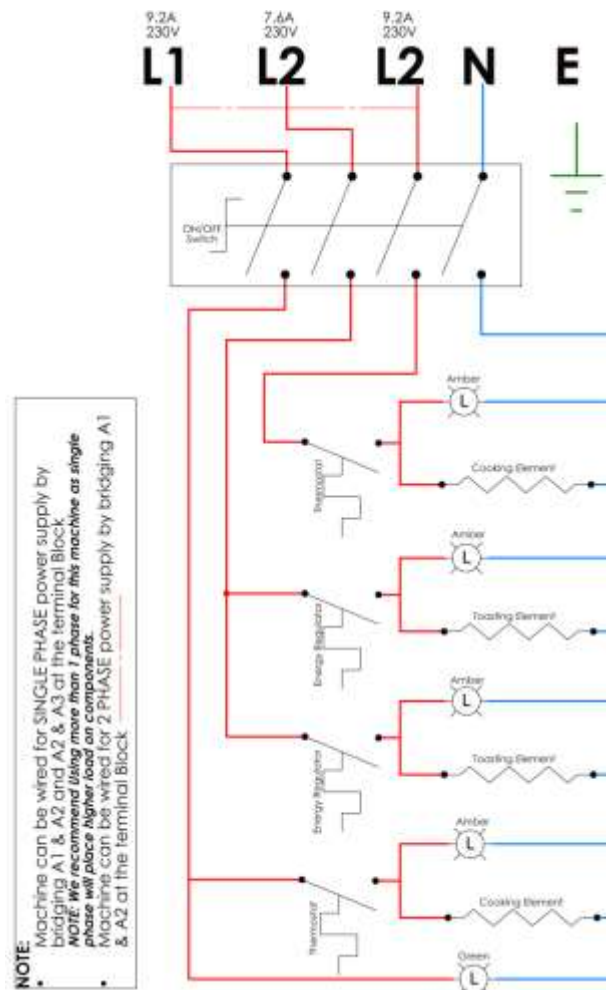 9.2A
230V
7.6A
230V
9.2A
230V
L1
L2
L2
N
E
ON/OFF
Switch
Amber
L
Thermostat
Cooking Element
Amber
L
Energy Regulator
Toasting Element
Amber
L
Energy Regulator
Toasting Element
Amber
L
Thermostat
Cooking Element
Green
L
NOTE:
• Machine can be wired for SINGLE PHASE power supply by
bridging A1 & A2 and A2 & A3 at the terminal Block
NOTE: We recommend Using more than 1 phase for this machine as single
phase will place higher load on components.
• Machine can be wired for 2 PHASE power supply by bridging A1
& A2 at the terminal Block